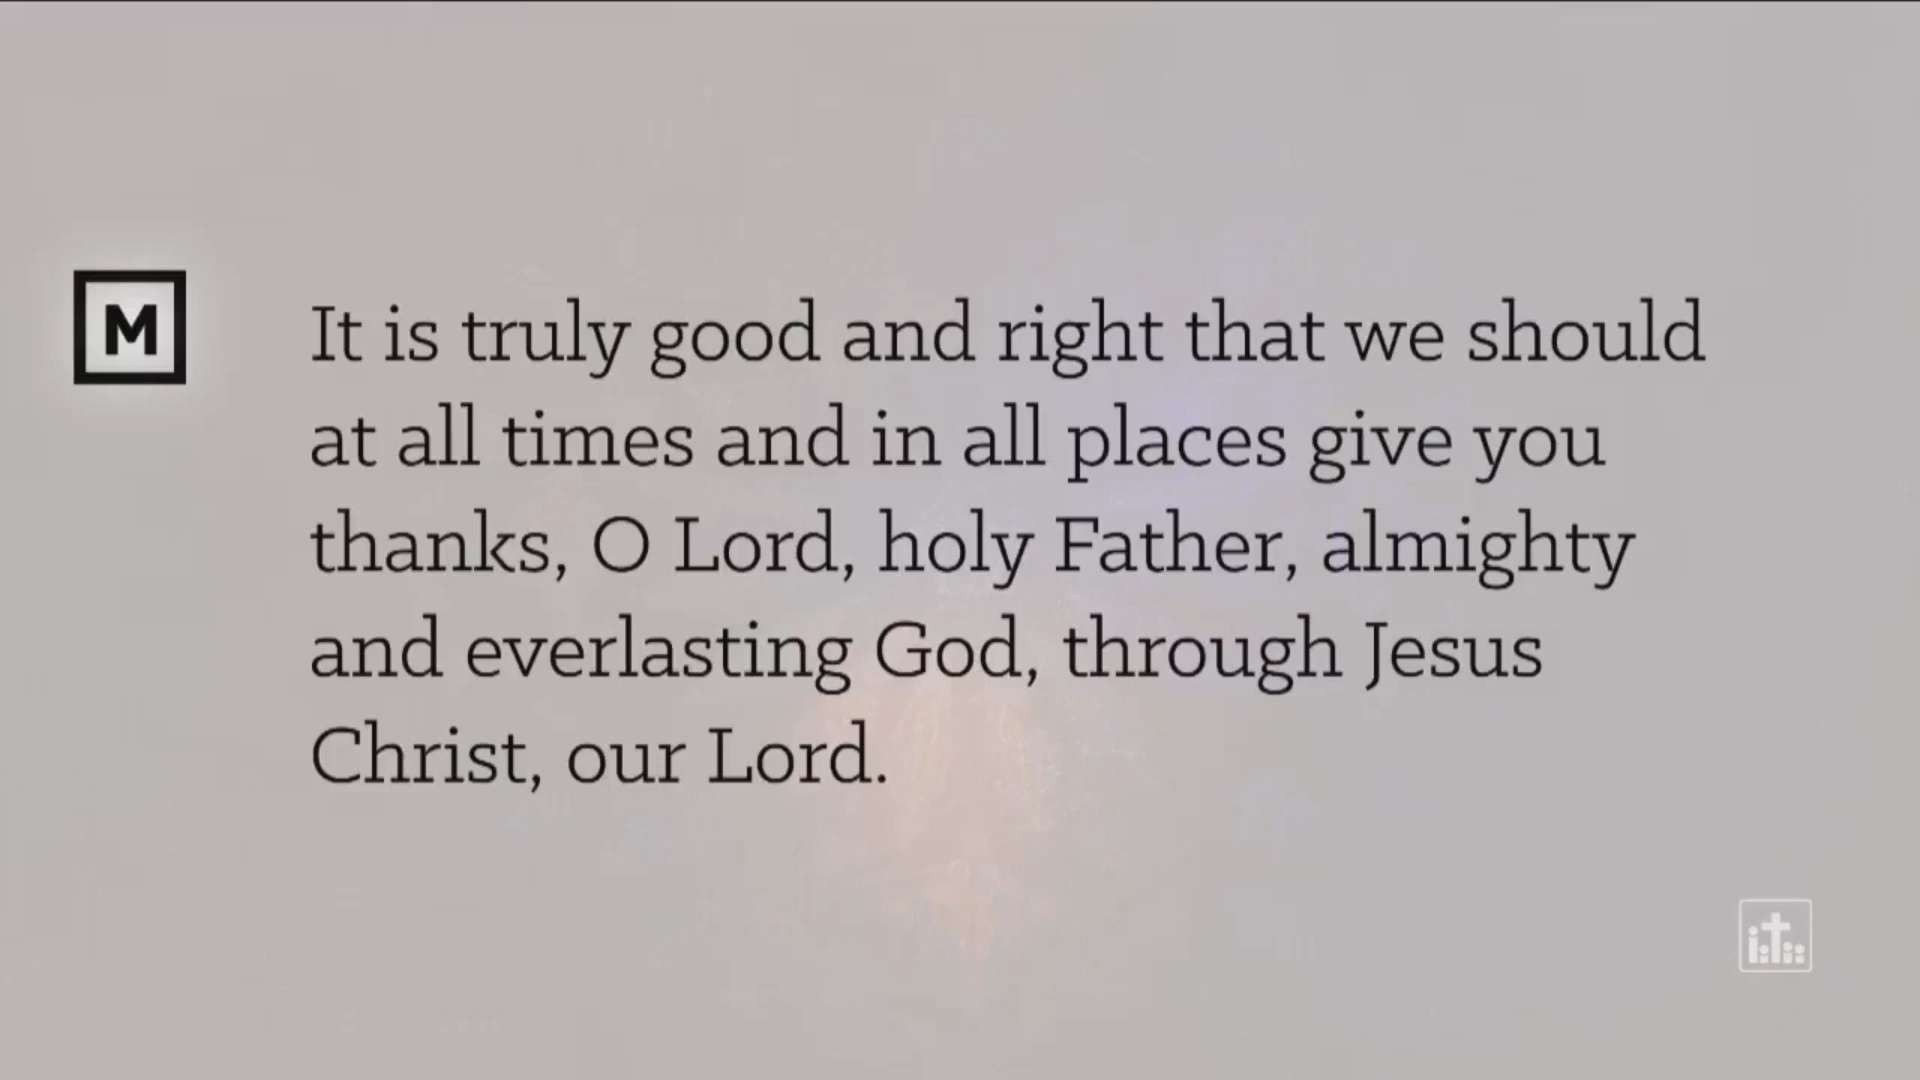 M
It is truly good and right that we should
at all times and in all places give you
thanks, O Lord, holy Father, almighty
and everlasting God, through Jesus
Christ, our Lord.